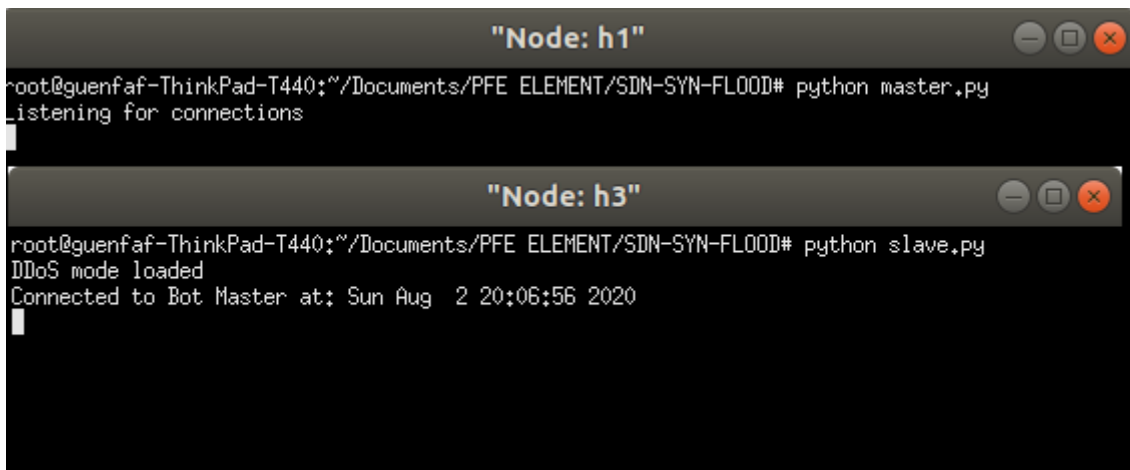 "Node: h1"
root@guenfaf-ThinkPad-T440:~/Documents/PFE ELEMENT/SDN-SYN-FLOOD# python master.py
Listening for connections
"Node: h3"
root@guenfaf-ThinkPad-T440:~/Documents/PFE ELEMENT/SDN-SYN-FLOOD# python slave.py
DDoS mode loaded
Connected to Bot Master at: Sun Aug  2 20:06:56 2020